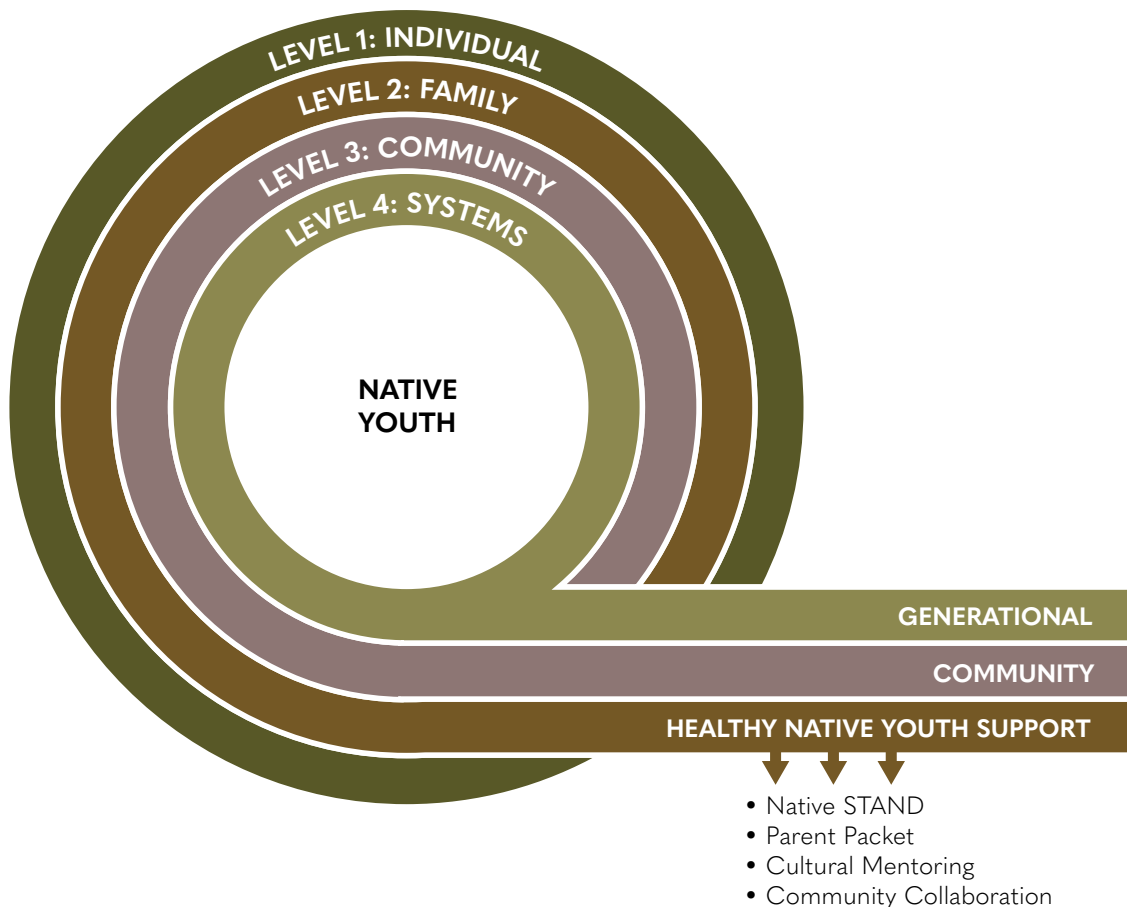 LEVEL 1: INDIVIDUAL
LEVEL 2: FAMILY
LEVEL 3: COMMUNITY
LEVEL 4: SYSTEMS
NATIVE
YOUTH
GENERATIONAL
COMMUNITY
HEALTHY NATIVE YOUTH SUPPORT
• Native STAND
• Parent Packet
• Cultural Mentoring
• Community Collaboration